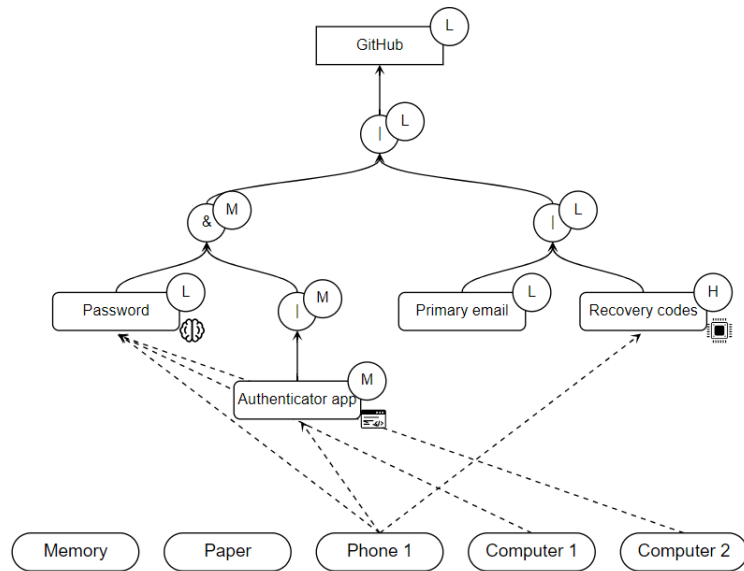 L
GitHub
| L
& M
| L
L
Password
| M
L
Primary email
H
Recovery codes
M
Authenticator app
Memory
Paper
Phone 1
Computer 1
Computer 2